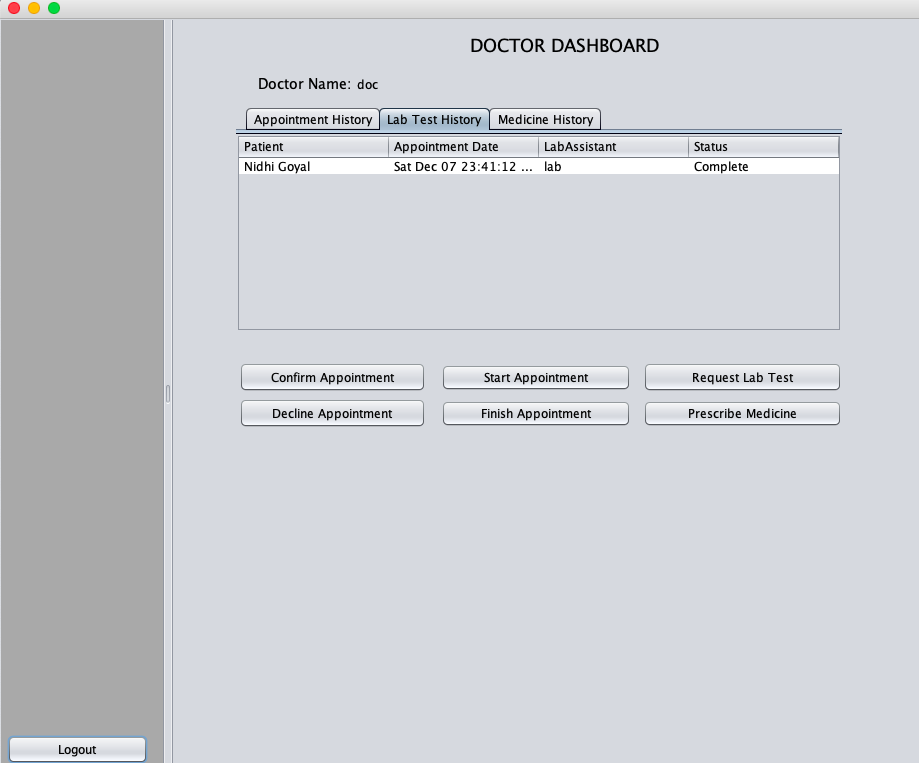 DOCTOR DASHBOARD
Doctor Name: doc
Appointment History Lab Test History Medicine History
Patient Appointment Date LabAssistant Status
Nidhi Goyal Sat Dec 07 23:41:12 ... lab Complete
Confirm Appointment Start Appointment Request Lab Test
Decline Appointment Finish Appointment Prescribe Medicine
Logout